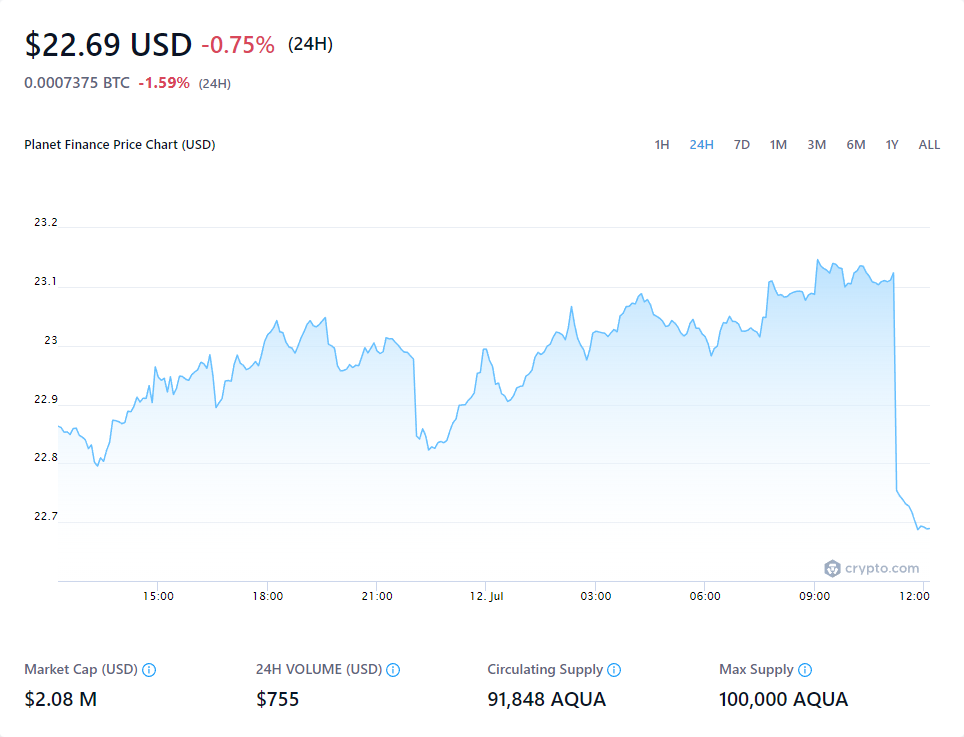 $22.69 USD -0.75% (24H)
0.0007375 BTC -1.59% (24H)
Planet Finance Price Chart (USD) 1H 24H 7D 1M 3M 6M 1Y ALL
23.2
23.1
23
22.9
22.8
22.7
crypto.com
15:00 18:00 21:00 12. Jul 03:00 06:00 09:00 12:00
Market Cap (USD) 24H VOLUME (USD) Circulating Supply Max Supply
$2.08 M $755 91,848 AQUA 100,000 AQUA